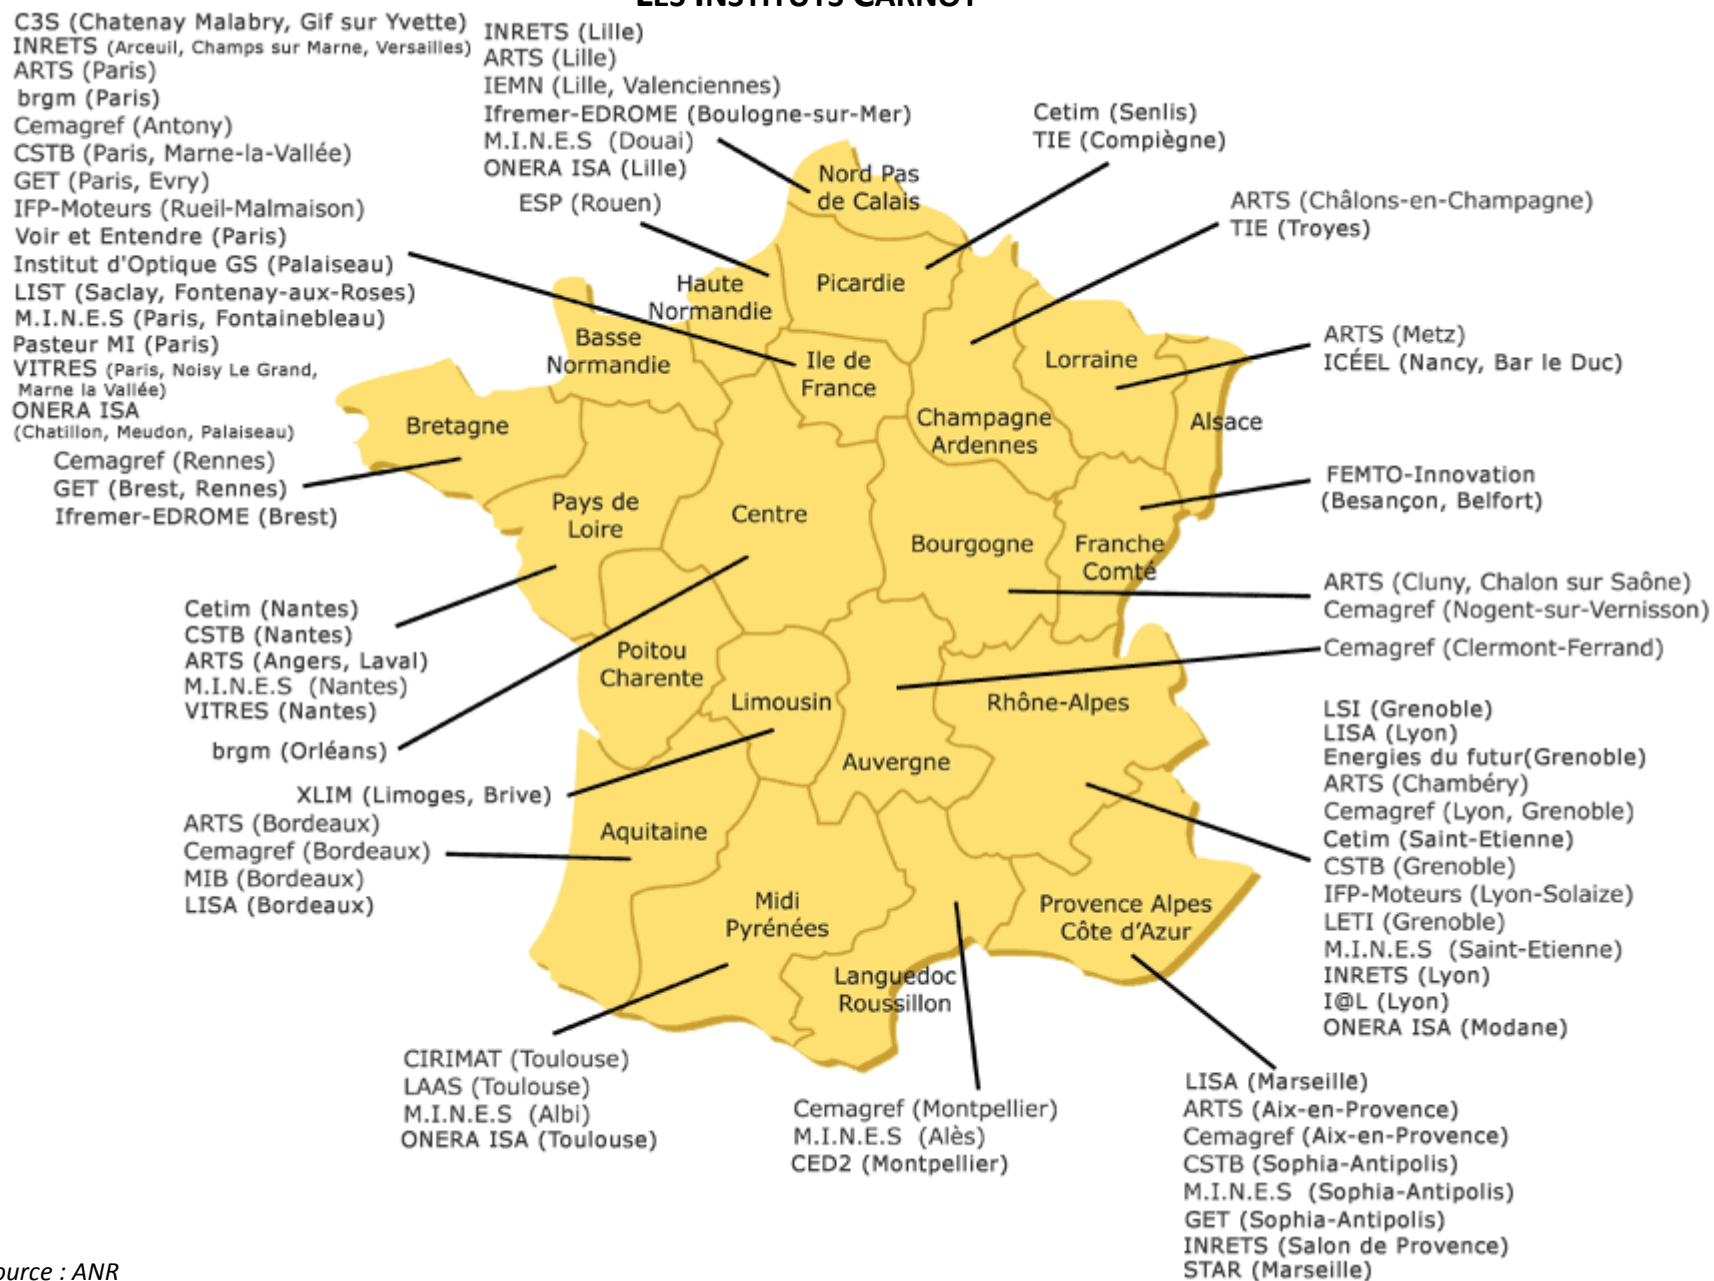 LES INSTITUTS CARNOT
C3S (Chatenay Malabry, Gif sur Yvette)
INRETS (Arceuil, Champs sur Marne, Versailles)
ARTS (Paris)
brgm (Paris)
Cemagref (Antony)
CSTB (Paris, Marne-la-Vallée)
GET (Paris, Evry)
IFP-Moteurs (Rueil-Malmaison)
Voir et Entendre (Paris)
Institut d'Optique GS (Palaiseau)
LIST (Saclay, Fontenay-aux-Roses)
M.I.N.E.S (Paris, Fontainebleau)
Pasteur MI (Paris)
VITRES (Paris, Noisy Le Grand,
Marne la Vallée)
ONERA ISA
(Chatillon, Meudon, Palaiseau)
INRETS (Lille)
ARTS (Lille)
IEMN (Lille, Valenciennes)
Ifremer-EDROME (Boulogne-sur-Mer)
M.I.N.E.S (Douai)
ONERA ISA (Lille)
ESP (Rouen)
Cetim (Senlis)
TIE (Compiègne)
ARTS (Châlons-en-Champagne)
TIE (Troyes)
ARTS (Metz)
ICÉEL (Nancy, Bar le Duc)
FEMTO-Innovation
(Besançon, Belfort)
ARTS (Cluny, Chalon sur Saône)
Cemagref (Nogent-sur-Vernisson)
Cemagref (Clermont-Ferrand)
LSI (Grenoble)
LISA (Lyon)
Energies du futur(Grenoble)
ARTS (Chambéry)
Cemagref (Lyon, Grenoble)
Cetim (Saint-Etienne)
CSTB (Grenoble)
IFP-Moteurs (Lyon-Solaize)
LETI (Grenoble)
M.I.N.E.S (Saint-Etienne)
INRETS (Lyon)
I@L (Lyon)
ONERA ISA (Modane)
Cemagref (Rennes)
GET (Brest, Rennes)
Ifremer-EDROME (Brest)
Cetim (Nantes)
CSTB (Nantes)
ARTS (Angers, Laval)
M.I.N.E.S (Nantes)
VITRES (Nantes)
brgm (Orléans)
XLIM (Limoges, Brive)
ARTS (Bordeaux)
Cemagref (Bordeaux)
MIB (Bordeaux)
LISA (Bordeaux)
CIRIMAT (Toulouse)
LAAS (Toulouse)
M.I.N.E.S (Albi)
ONERA ISA (Toulouse)
Cemagref (Montpellier)
M.I.N.E.S (Alès)
CED2 (Montpellier)
LISA (Marseille)
ARTS (Aix-en-Provence)
Cemagref (Aix-en-Provence)
CSTB (Sophia-Antipolis)
M.I.N.E.S (Sophia-Antipolis)
GET (Sophia-Antipolis)
INRETS (Salon de Provence)
STAR (Marseille)
Nord Pas
de Calais
Picardie
Haute
Normandie
Basse
Normandie
Ile de
France
Champagne
Ardennes
Lorraine
Alsace
Bretagne
Pays de
Loire
Centre
Bourgogne
Franche
Comté
Poitou
Charente
Limousin
Auvergne
Rhône-Alpes
Aquitaine
Midi
Pyrénées
Languedoc
Roussillon
Provence Alpes
Côte d'Azur
ource : ANR